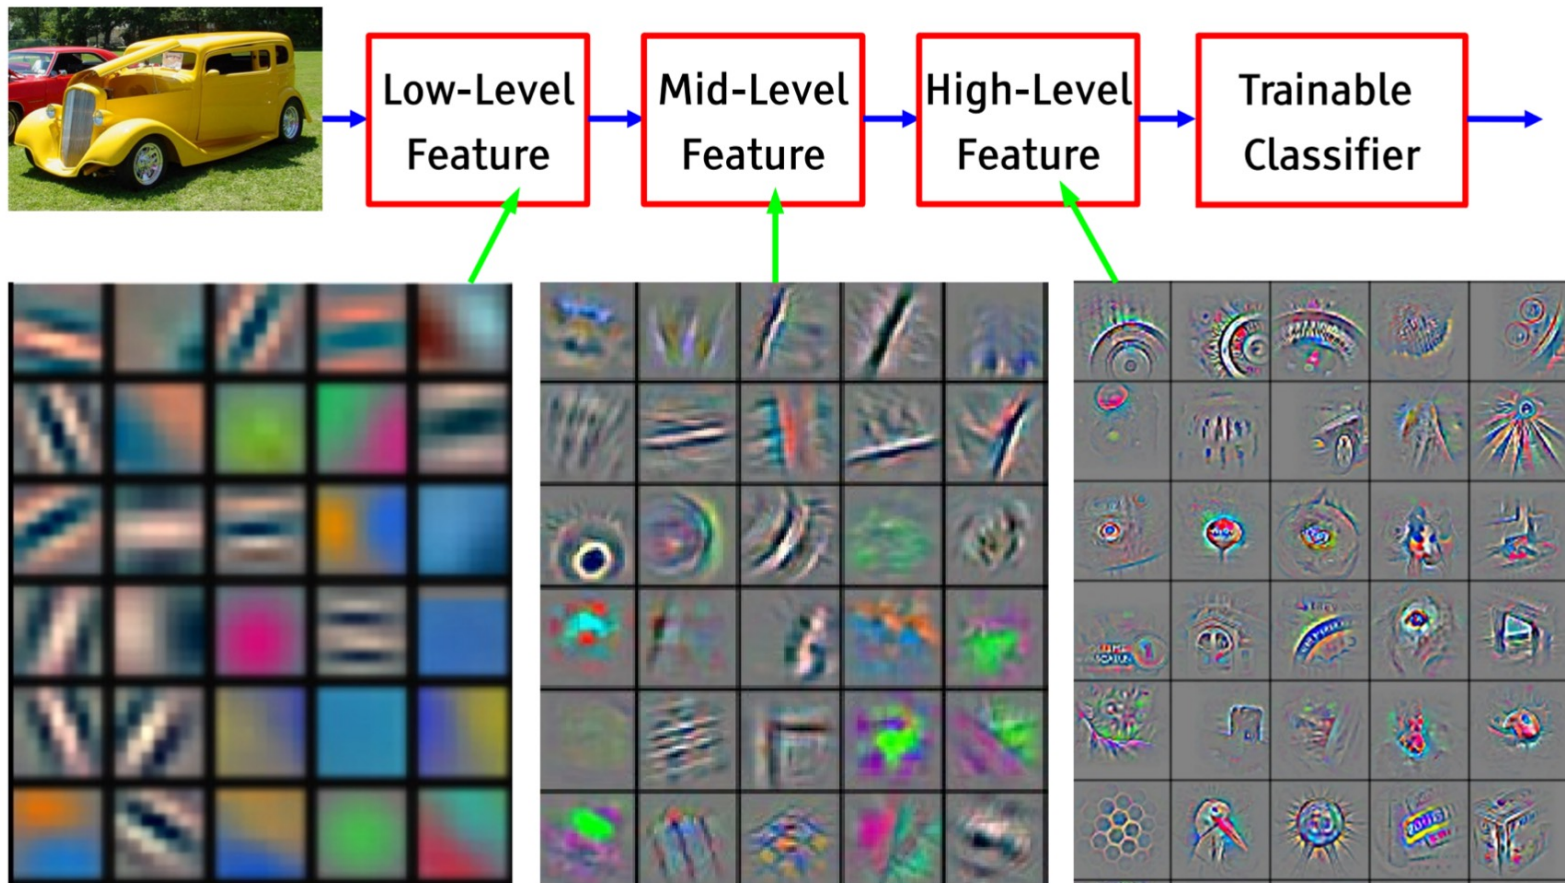 Low-Level
Feature
Mid-Level
Feature
High-Level
Feature
Trainable
Classifier